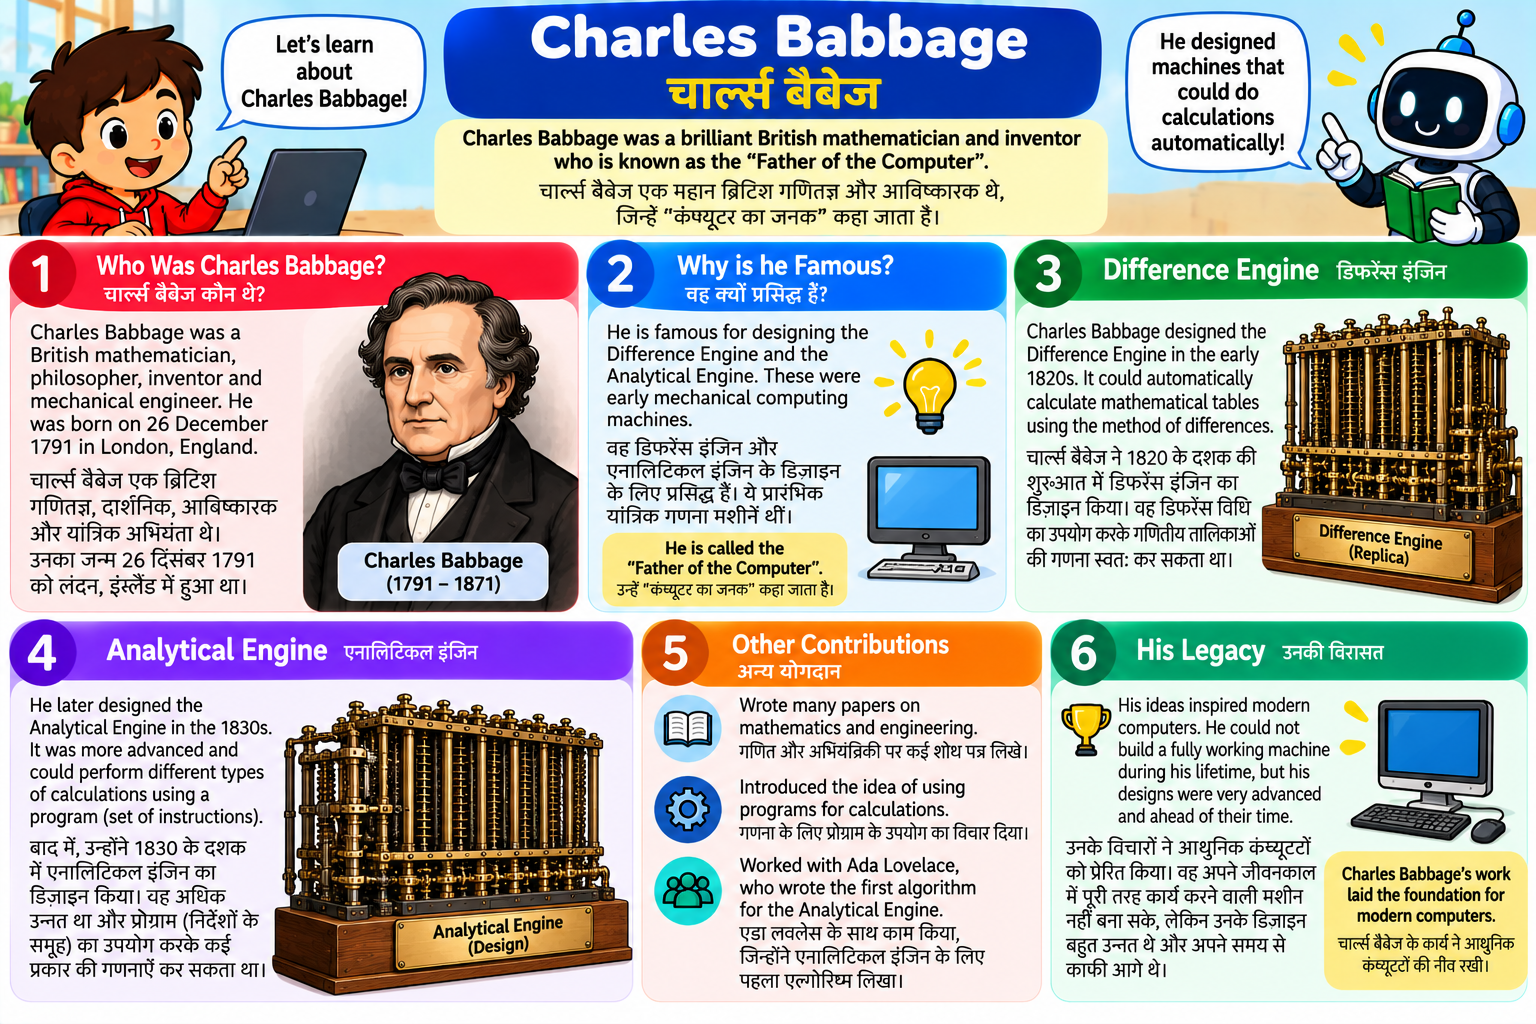 Let's learn
about
Charles Babbage!
Charles Babbage
चार्ल्स बैबेज
Charles Babbage was a brilliant British mathematician and inventor
who is known as the “Father of the Computer”.
चार्ल्स बैबेज एक महान ब्रिटिश गणितज्ञ और आविष्कारक थे,
जिन्हें “कंप्यूटर का जनक” कहा जाता है।
He designed
machines that
could do
calculations
automatically!
1
Who Was Charles Babbage?
चार्ल्स बैबेज कौन थे?
Charles Babbage was a
British mathematician,
philosopher, inventor and
mechanical engineer. He
was born on 26 December
1791 in London, England.
चार्ल्स बैबेज एक ब्रिटिश
गणितज्ञ, दार्शनिक, आबिष्कारक
और यांत्रिक अभियंता थे।
उनका जन्म 26 दिंसंबर 1791
को लंदन, में हुआ था।
Charles Babbage
(1791 – 1871)
2
Why is he Famous?
वह क्यों प्रसिद्ध हैं?
He is famous for designing the
Difference Engine and the
Analytical Engine. These were
early mechanical computing
machines.
वह डिफरेंस इंजिन और
एनालिटिकल इंजिन के डिज़ाइन
के लिए प्रसिद्ध हैं। ये प्रारंभिक
यांत्रिक गणना मशीनें थीं।
He is called the
“Father of the Computer”.
उन्हें “कंप्यूटर का जनक” कहा जाता है।
3
Difference Engine डिफरेंस इंजिन
Charles Babbage designed the
Difference Engine in the early
1820s. It could automatically
calculate mathematical tables
using the method of differences.
चार्ल्स बैबेज ने 1820 के दशक की
में डिफरेंस इंजिन का
डिज़ाइन किया। वह डिफरेंस विधि
का उपयोग करके गणितीय तालिकाओं
की गणना स्वत: कर सकता था।
Difference Engine
(Replica)
4
Analytical Engine एनालिटिकल इंजिन
He later designed the
Analytical Engine in the 1830s.
It was more advanced and
could perform different types
of calculations using a
program (set of instructions).
बाद में, उन्होंने 1830 के दशक
में एनालिटिकल इंजिन का
डिज़ाइन किया। वह अधिक
उन्नत था और प्रोग्राम (निर्देशों के
समूह) का उपयोग करके कई
प्रकार की गणनाऐं कर सकता था।
Analytical Engine
(Design)
5
Other Contributions
अन्य योगदान
Wrote many papers on
mathematics and engineering.
गणित और पर कई शोध पत्र लिखे।
Introduced the idea of using
programs for calculations.
गणना के लिए प्रोग्राम के उपयोग का विचार दिया।
Worked with Ada Lovelace,
who wrote the first algorithm
for the Analytical Engine.
एडा लवलेस के साथ काम किया,
जिन्होंने एनालिटिकल इंजिन के लिए
पहला एल्गोरिथ्म लिखा।
6
His Legacy उनकी विरासत
His ideas inspired modern
computers. He could not
build a fully working machine
during his lifetime, but his
designs were very advanced
and ahead of their time.
उनके विचारों ने आधुनिक
को प्रेरित किया। वह अपने जीवनकाल
में पूरी तरह कार्य करने वाली मशीन
नहीं बना सके, लेकिन उनके डिज़ाइन
बहुत उन्नत थे और अपने समय से
काफी आगे थे।
Charles Babbage's work
laid the foundation for
modern computers.
चार्ल्स बैबेज के कार्य ने आधुनिक
की नींव रखी।